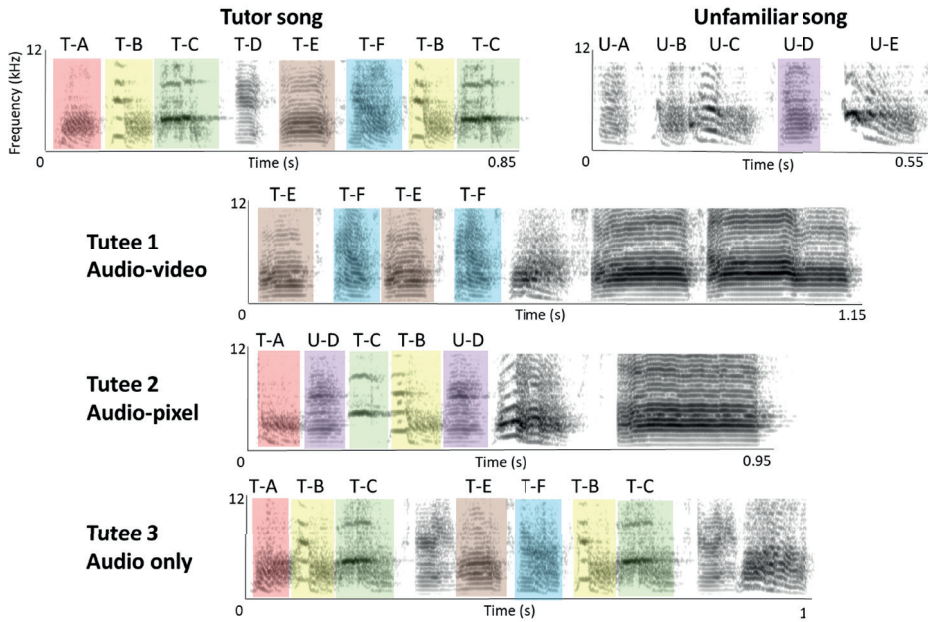 Tutor song
Unfamiliar song
T-A T-B T-C T-D T-E T-F T-B T-C
U-A U-B U-C U-D U-E
12
Frequency (kHz)
0 Time (s) 0.85
12
0 Time (s) 0.55
T-E T-F T-E T-F
12
Tutee 1
Audio-video
0 Time (s) 1.15
T-A U-D T-C T-B U-D
12
Tutee 2
Audio-pixel
0 Time (s) 0.95
T-A T-B T-C T-E T-F T-B T-C
12
Tutee 3
Audio only
0 Time (s) 1